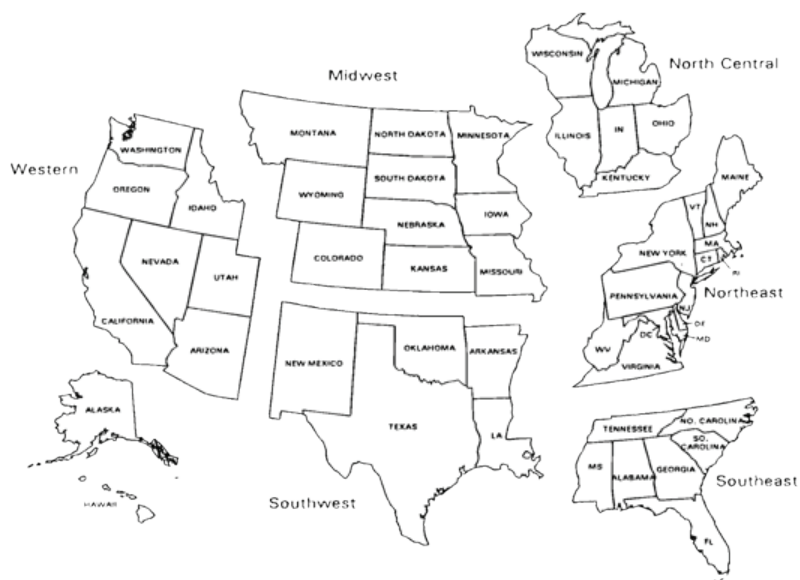 Midwest
North Central
Western
Northeast
Southwest
Southeast
WISCONSIN
MICHIGAN
ILLINOIS
IN
OHIO
KENTUCKY
MONTANA
NORTH DAKOTA
MINNESOTA
SOUTH DAKOTA
WYOMING
NEBRASKA
IOWA
COLORADO
KANSAS
MISSOURI
WASHINGTON
OREGON
IDAHO
NEVADA
UTAH
CALIFORNIA
ARIZONA
ALASKA
HAWAII
MAINE
VT
NH
NEW YORK
MA
CT
RI
PENNSYLVANIA
NJ
DE
MD
DC
WV
VIRGINIA
NEW MEXICO
OKLAHOMA
ARKANSAS
TEXAS
LA
TENNESSEE
NO. CAROLINA
SO.
CAROLINA
MS
ALABAMA
GEORGIA
FL